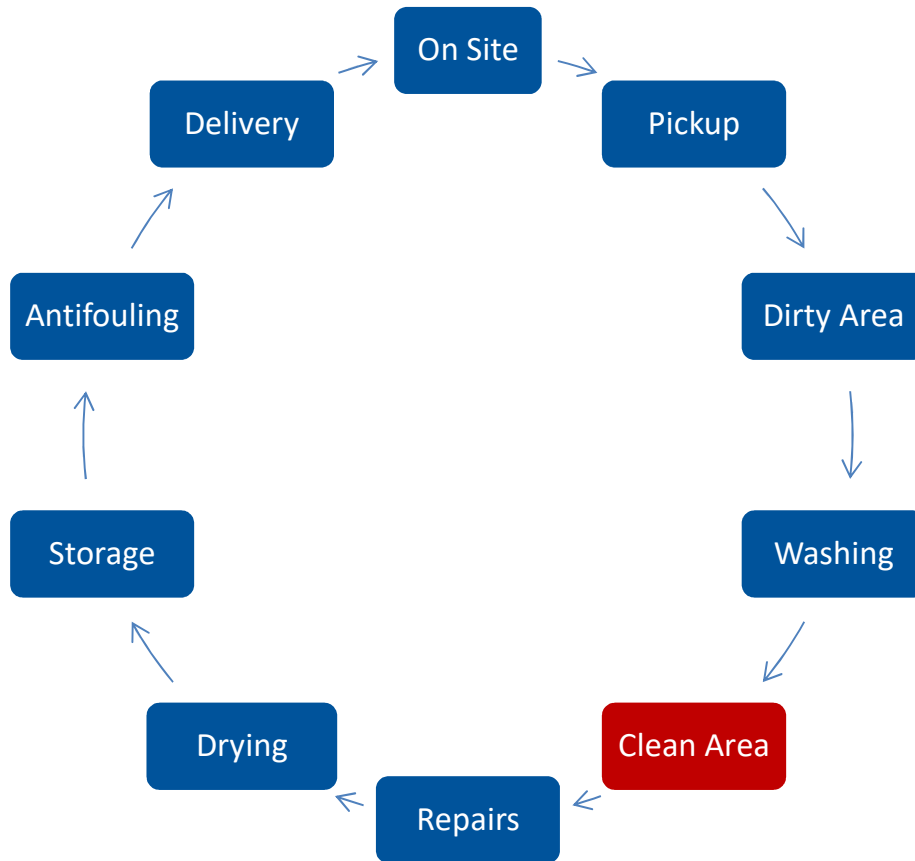 On Site
Pickup
Dirty Area
Washing
Clean Area
Repairs
Drying
Storage
Antifouling
Delivery